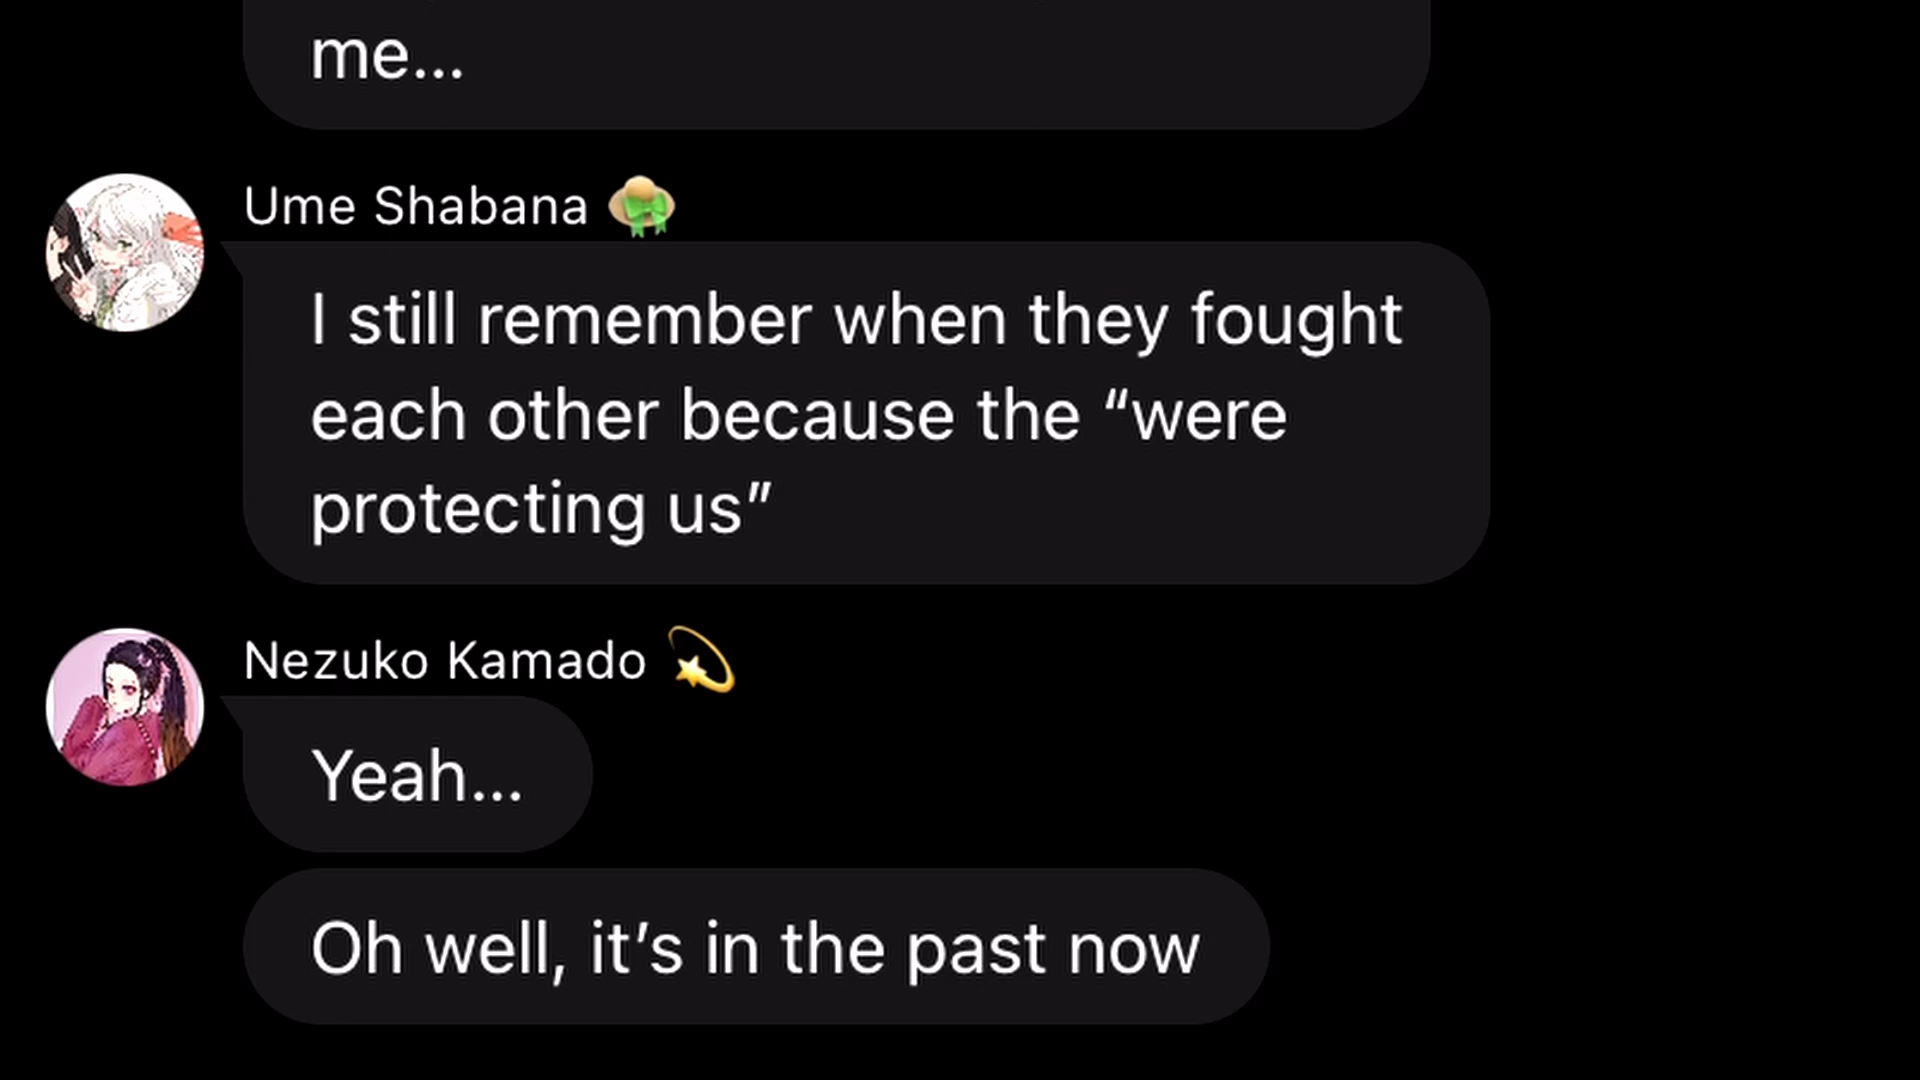 me...
Ume Shabana 👒
I still remember when they fought
each other because the “were
protecting us”
Nezuko Kamado 💫
Yeah...
Oh well, it’s in the past now